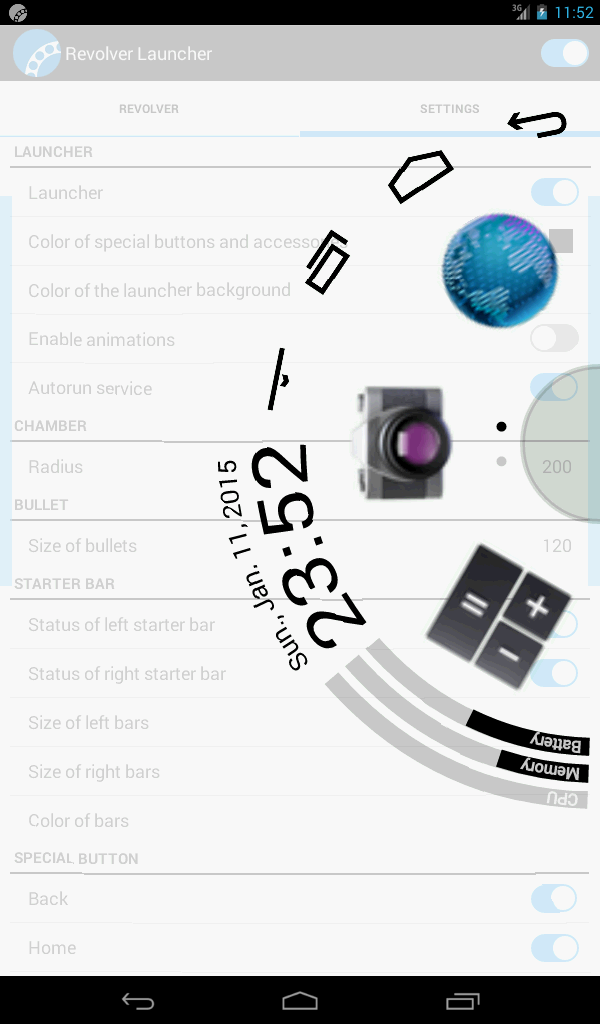 3G 11:52
Revolver Launcher
REVOLVER SETTINGS
LAUNCHER
Launcher
Color of special buttons and accesso
Color of the launcher background
Enable animations
Autorun service
CHAMBER
Radius 200
BULLET
Size of bullets 120
STARTER BAR
Status of left starter bar
Status of right starter bar
Size of left bars
Size of right bars
Color of bars
SPECIAL BUTTON
Back
Home
23:52
Sun., Jan. 11, 2015
= + -
Battery
Memory
CPU